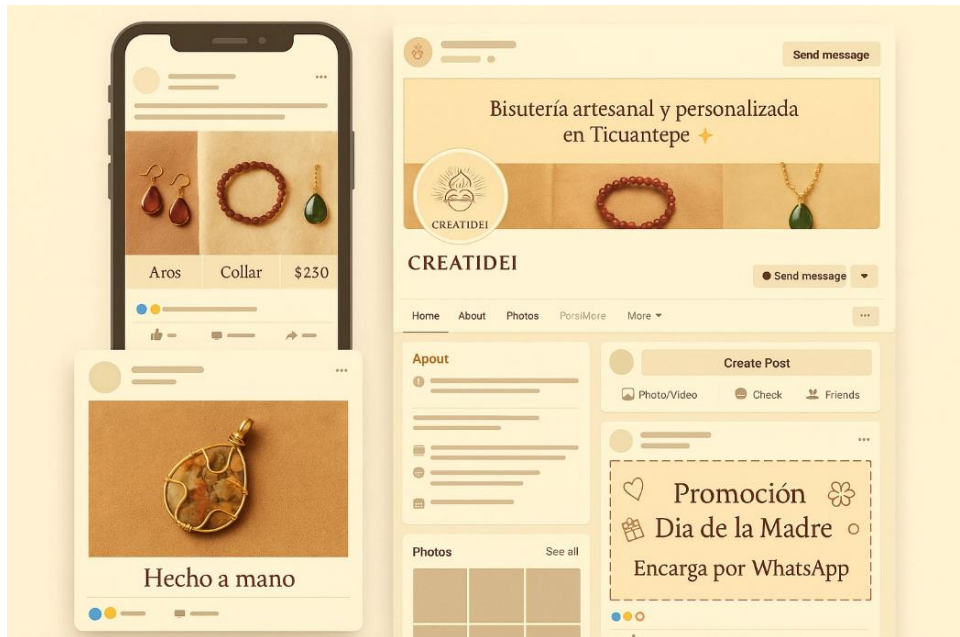 Aros
Collar
$230
Hecho a mano
Send message
Bisutería artesanal y personalizada
en Ticuantepe
CREATIDEI
CREATIDEI
Send message
Home
About
Photos
PorsiMore
More
Apout
Photos
See all
Create Post
Photo/Video
Check
Friends
Promoción
Dia de la Madre
Encarga por WhatsApp